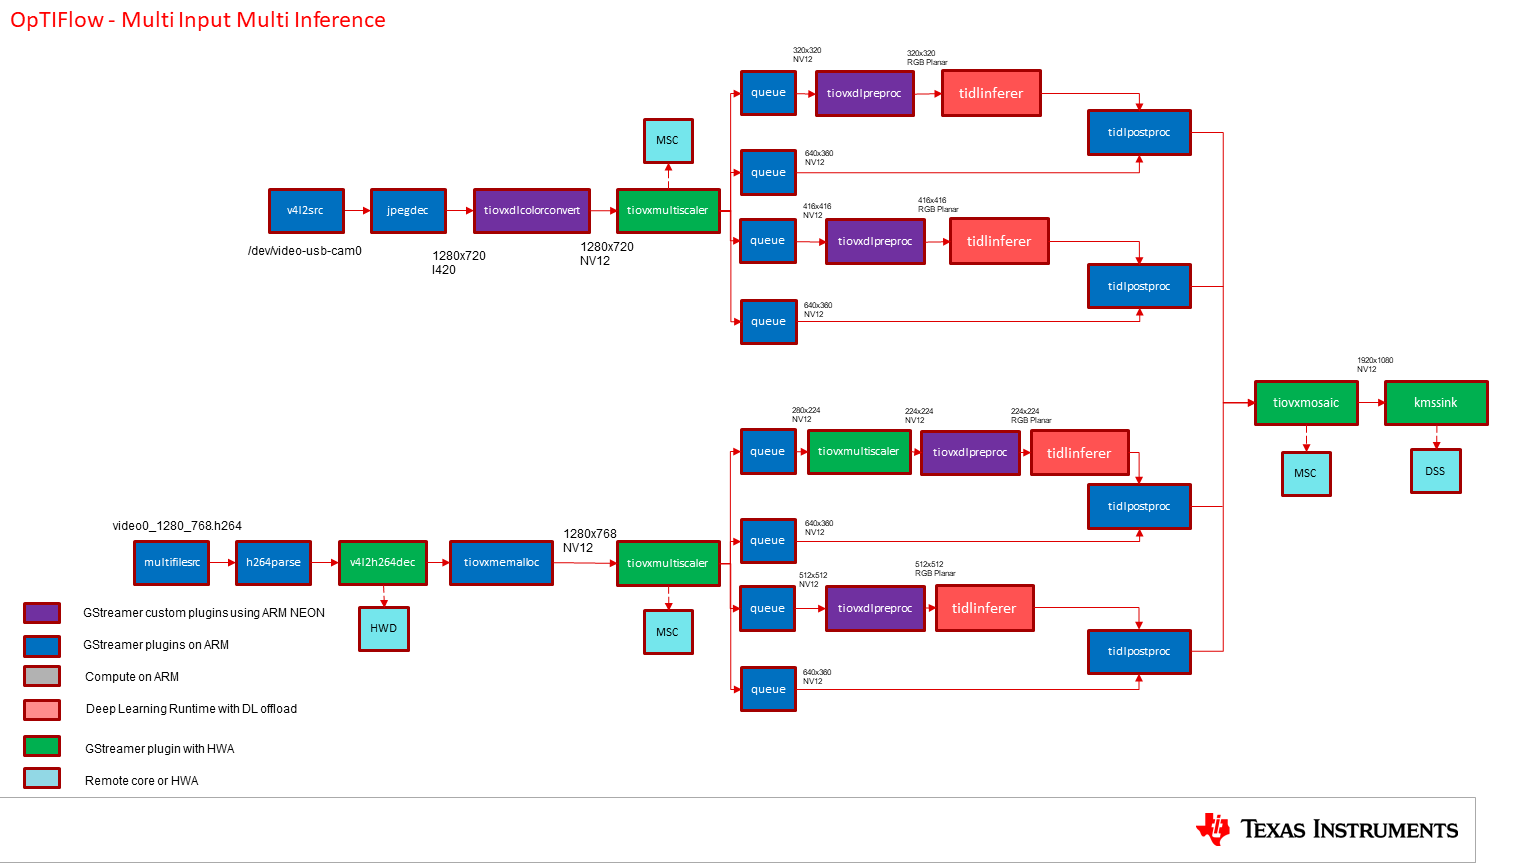 OpTIFlow - Multi Input Multi Inference
320x320
NV12
320x320
RGB Planar
queue
tiovxdlpreproc
tidlinferer
tidlpostproc
MSC
640x360
NV12
queue
v4l2src
jpegdec
tiovxdlcolorconvert
tiovxmultiscaler
/dev/video-usb-cam0
1280x720
I420
1280x720
NV12
416x416
NV12
416x416
RGB Planar
queue
tiovxdlpreproc
tidlinferer
tidlpostproc
640x360
NV12
queue
1920x1080
NV12
tiovxmosaic
kmssink
MSC
DSS
280x224
NV12
224x224
NV12
224x224
RGB Planar
queue
tiovxmultiscaler
tiovxdlpreproc
tidlinferer
tidlpostproc
640x360
NV12
queue
video0_1280_768.h264
multifilesrc
h264parse
v4l2h264dec
tiovxmemalloc
1280x768
NV12
tiovxmultiscaler
HWD
MSC
512x512
NV12
512x512
RGB Planar
queue
tiovxdlpreproc
tidlinferer
tidlpostproc
640x360
NV12
queue
GStreamer custom plugins using ARM NEON
GStreamer plugins on ARM
Compute on ARM
Deep Learning Runtime with DL offload
GStreamer plugin with HWA
Remote core or HWA
TEXAS INSTRUMENTS